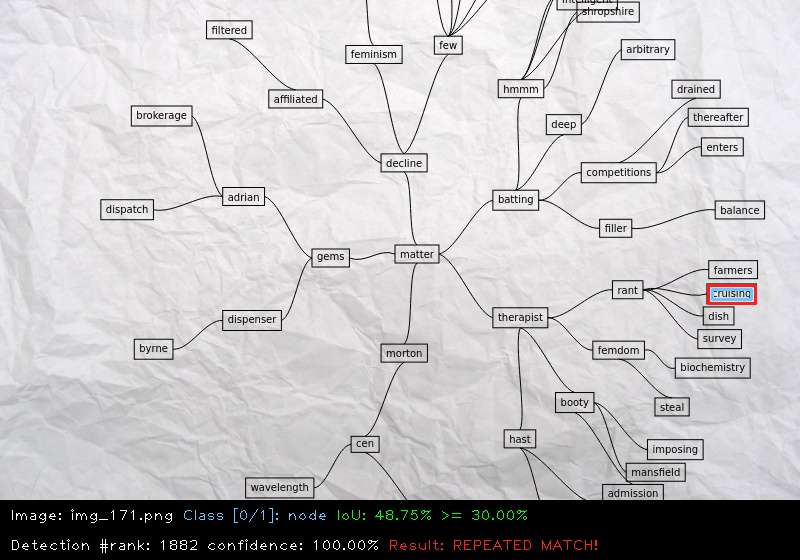 intelligent
shropshire
filtered
few
feminism
arbitrary
hmmm
drained
affiliated
brokerage
thereafter
deep
enters
decline
competitions
adrian
batting
dispatch
balance
filler
matter
gems
farmers
rant
cruising
dish
therapist
dispenser
survey
byrne
femdom
morton
biochemistry
booty
steal
hast
cen
imposing
mansfield
wavelength
admission
Image: img_171.png Class [0/1]: node IoU: 48.75% >= 30.00%
Detection #rank: 1882 confidence: 100.00% Result: REPEATED MATCH!